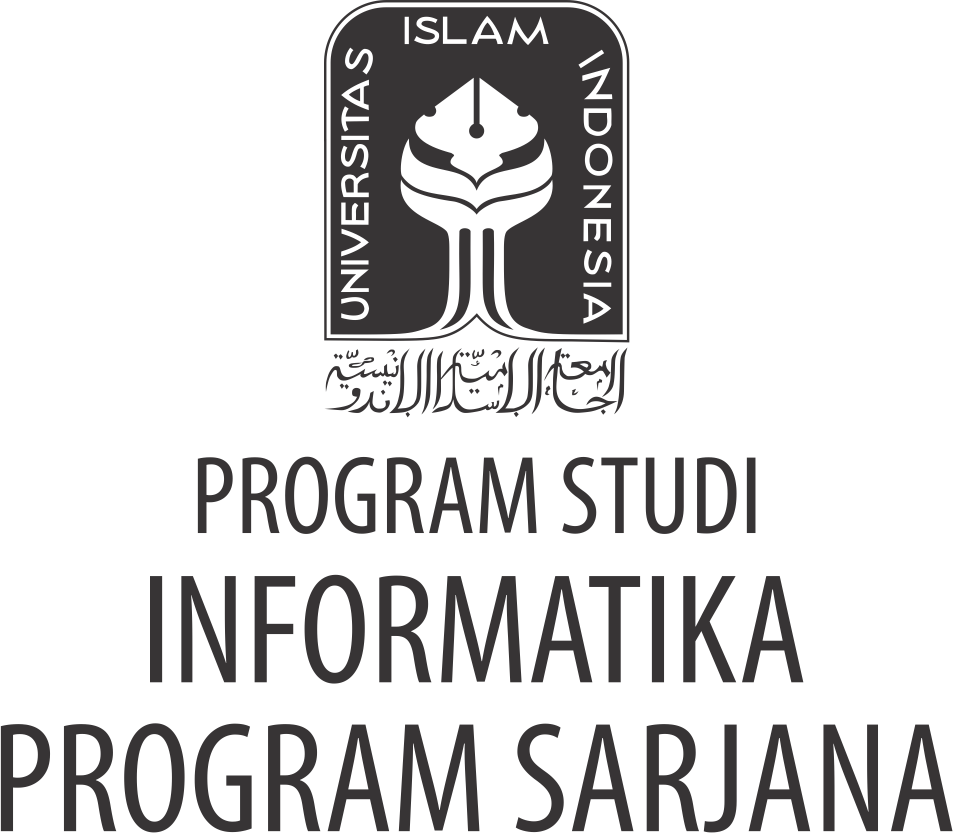 UNIVERSITAS ISLAM INDONESIA
الجامعة الإسلامية الإندونيسية
PROGRAM STUDI
INFORMATIKA
PROGRAM SARJANA